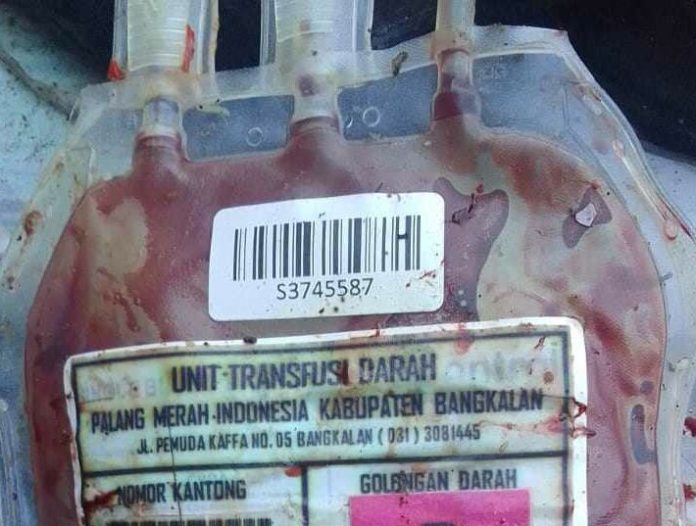 S3745587
UNIT-TRANSFUSI DARAH
PALANG MERAH-INDONESIA KABUPATEN BANGKALAN
JL. PEMUDA KAFFA NO. 05 BANGKALAN ( 031 ) 3081445
NOMOR KANTONG
GOLONGAN DARAH